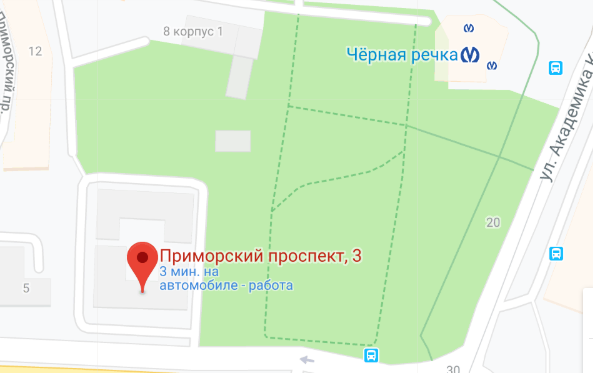 8 корпус 1
Приморский пр.
12
Чёрная речка
ул. Академика К
20
Приморский проспект, 3
3 мин. на
автомобиле - работа
5
30